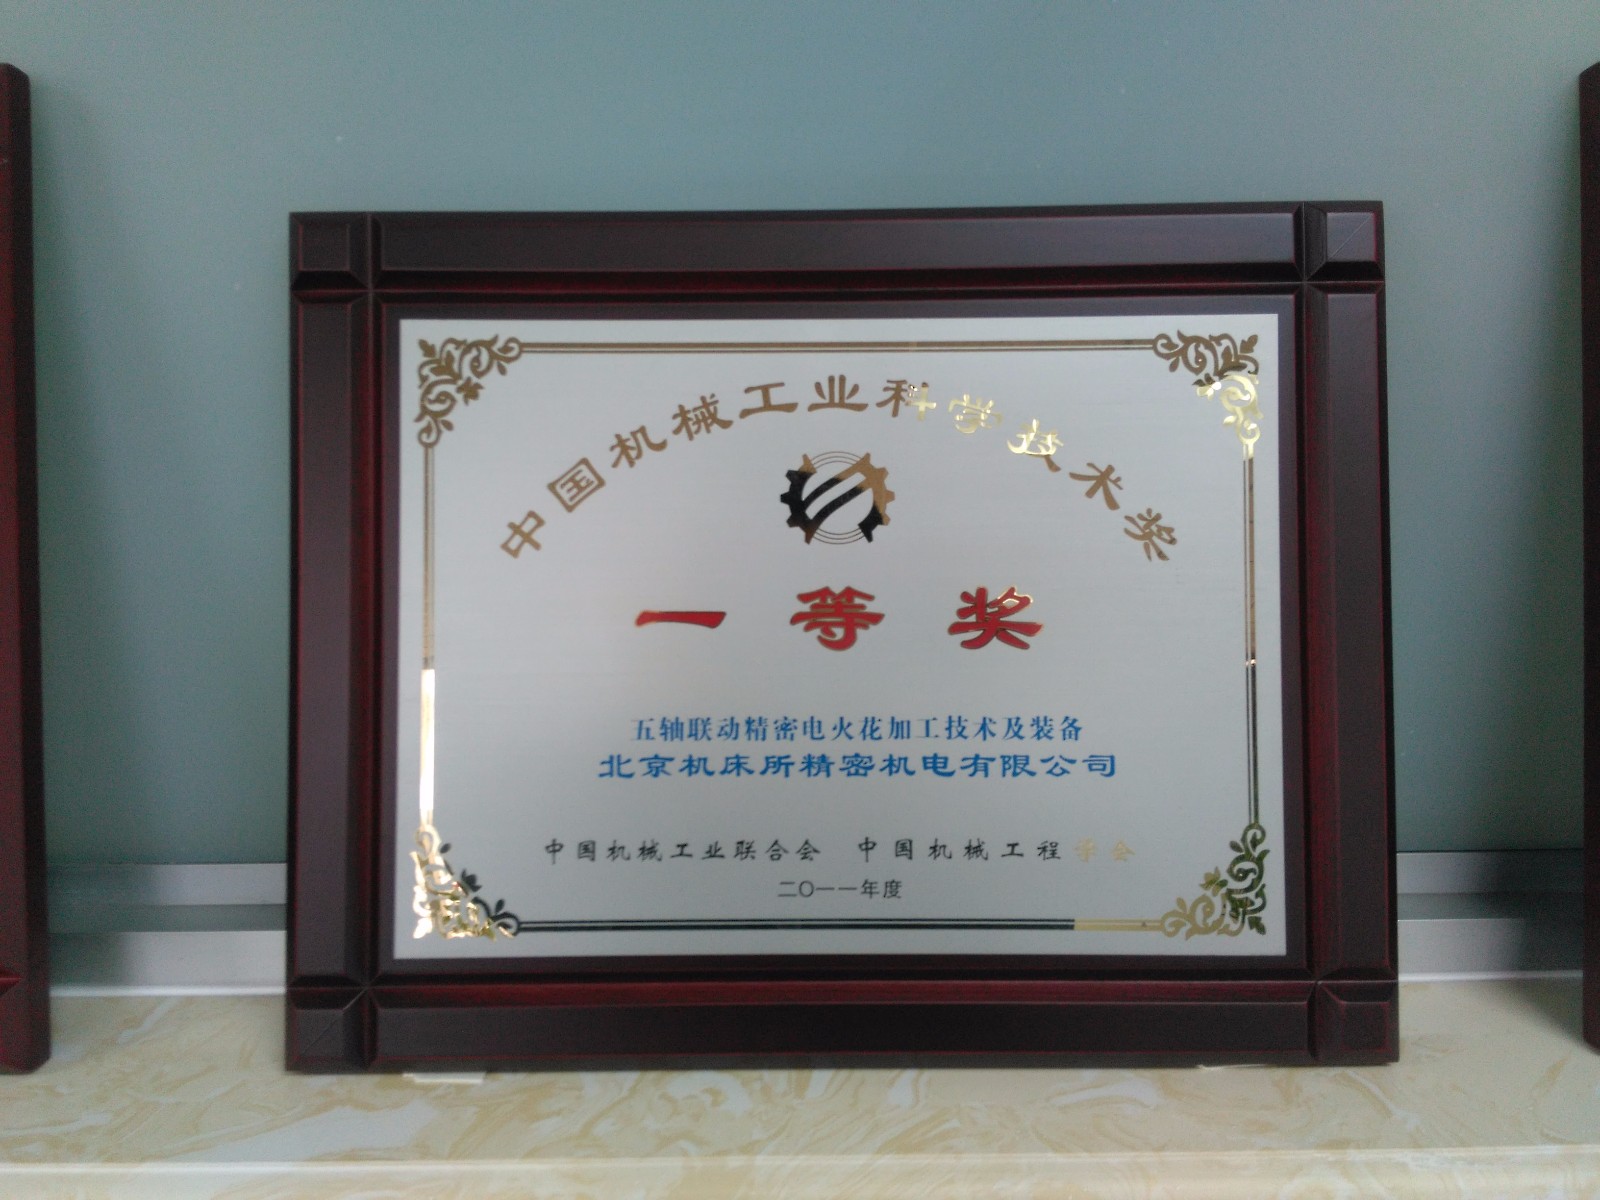 中国机械工业科学技术奖
一等奖
五轴联动精密电火花加工技术及装备
北京机床所精密机电有限公司
中国机械工业联合会 中国机械工程学会
二〇一一年度